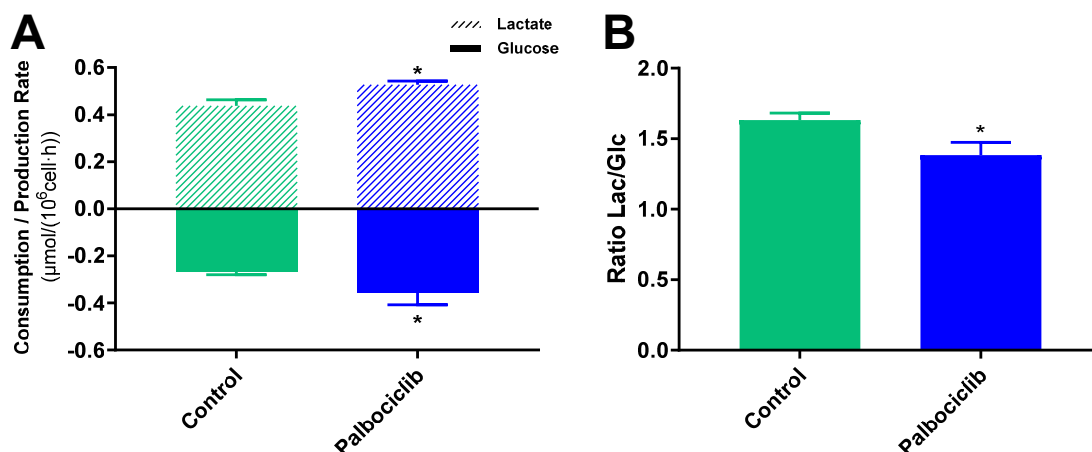 A
Lactate
Glucose
Consumption / Production Rate
(µmol/(10⁶cell·h))
0.6
0.4
0.2
0.0
-0.2
-0.4
-0.6
*
*
Control
Palbociclib
B
Ratio Lac/Glc
2.0
1.5
1.0
0.5
0.0
*
Control
Palbociclib